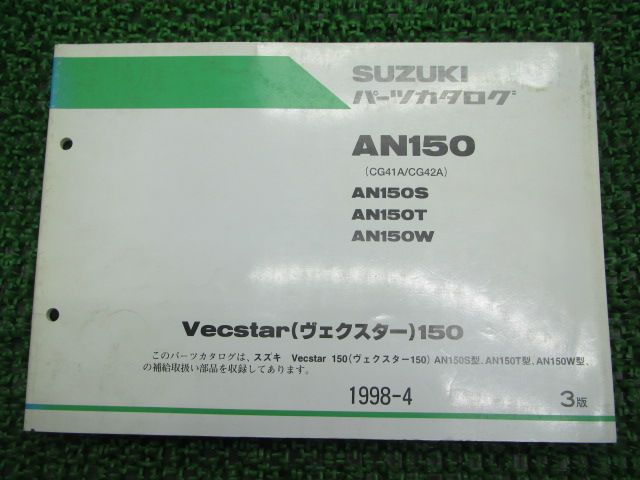 SUZUKI
パーツカタログ
AN150
(CG41A/CG42A)
AN150S
AN150T
AN150W
Vecstar(ヴェクスター)150
このパーツカタログは、スズキ Vecstar 150(ヴェクスター150) AN150S型、AN150T型、AN150W型、
の補給取扱い部品を収録してあります。
1998-4
3版